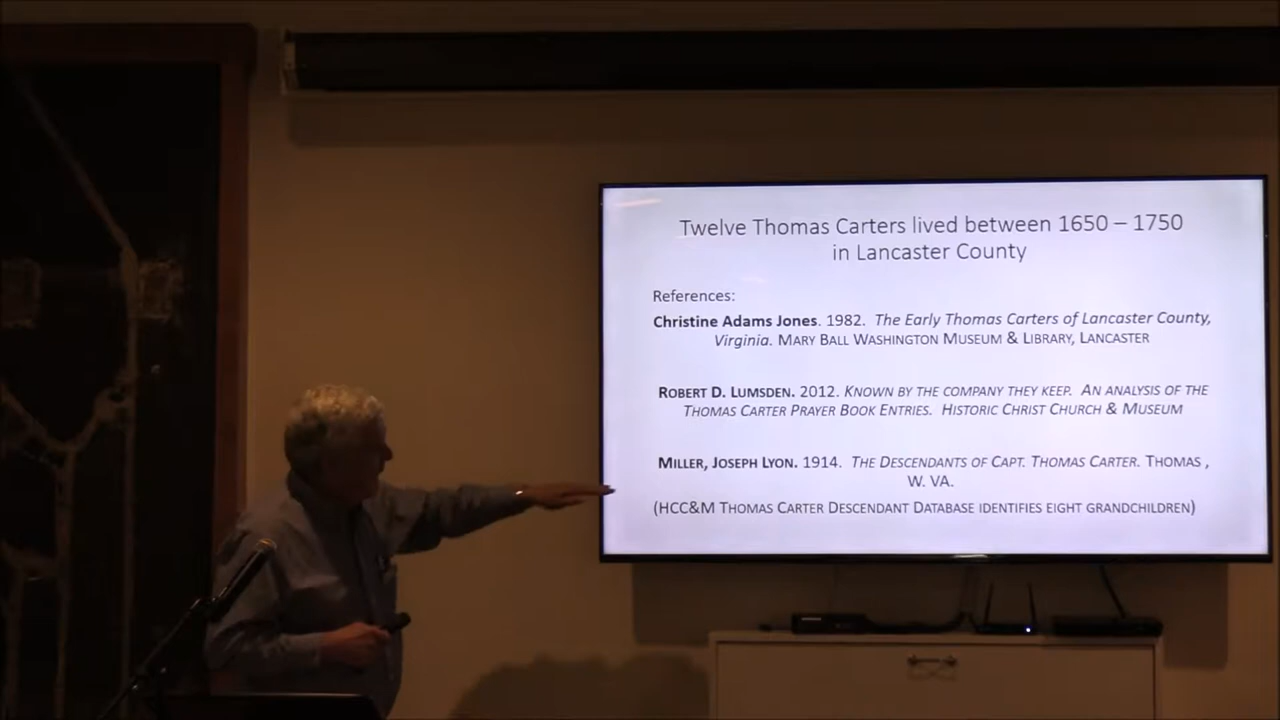 Twelve Thomas Carters lived between 1650 – 1750
in Lancaster County
References:
Christine Adams Jones. 1982. The Early Thomas Carters of Lancaster County,
Virginia. MARY BALL WASHINGTON MUSEUM & LIBRARY, LANCASTER
ROBERT D. LUMSDEN. 2012. KNOWN BY THE COMPANY THEY KEEP. AN ANALYSIS OF THE
THOMAS CARTER PRAYER BOOK ENTRIES. HISTORIC CHRIST CHURCH & MUSEUM
MILLER, JOSEPH LYON. 1914. THE DESCENDANTS OF CAPT. THOMAS CARTER. THOMAS ,
W. VA.
(HCC&M THOMAS CARTER DESCENDANT DATABASE IDENTIFIES EIGHT GRANDCHILDREN)